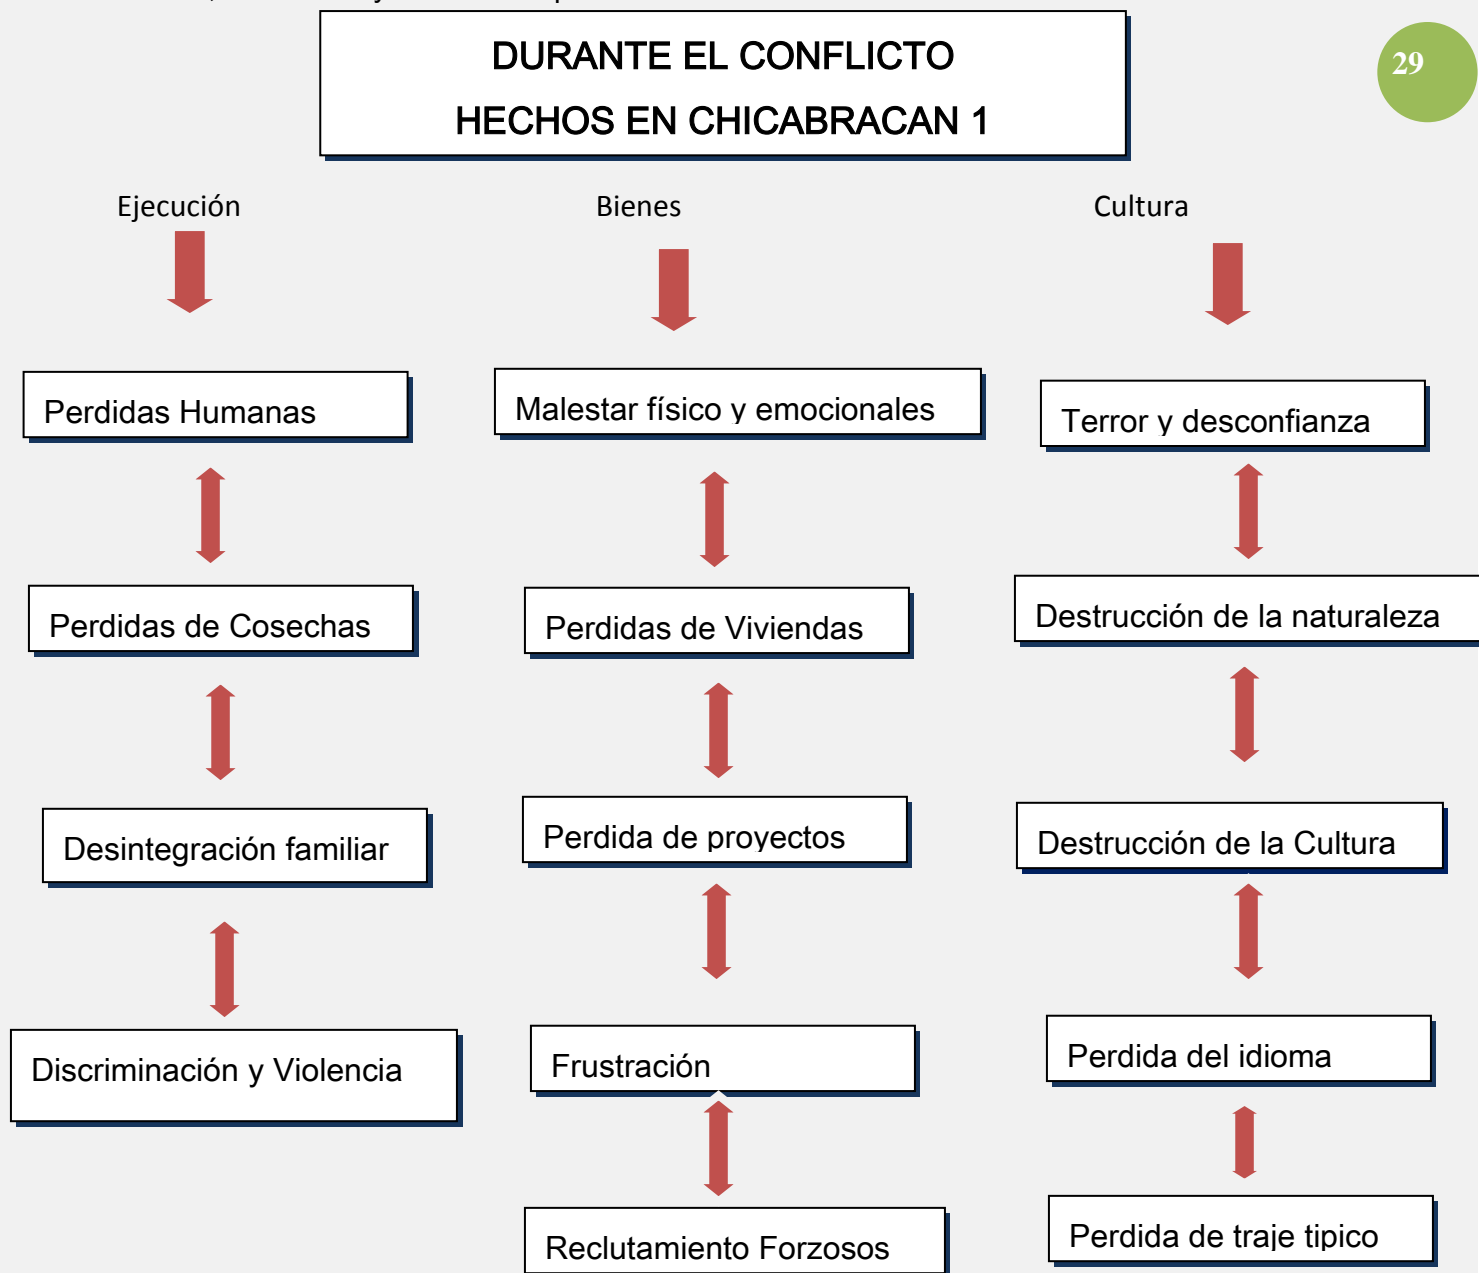 DURANTE EL CONFLICTO
HECHOS EN CHICABRACAN 1
29
Ejecución
Bienes
Cultura
Perdidas Humanas
Malestar físico y emocionales
Terror y desconfianza
Perdidas de Cosechas
Perdidas de Viviendas
Destrucción de la naturaleza
Desintegración familiar
Perdida de proyectos
Destrucción de la Cultura
Discriminación y Violencia
Frustración
Perdida del idioma
Reclutamiento Forzosos
Perdida de traje tipico